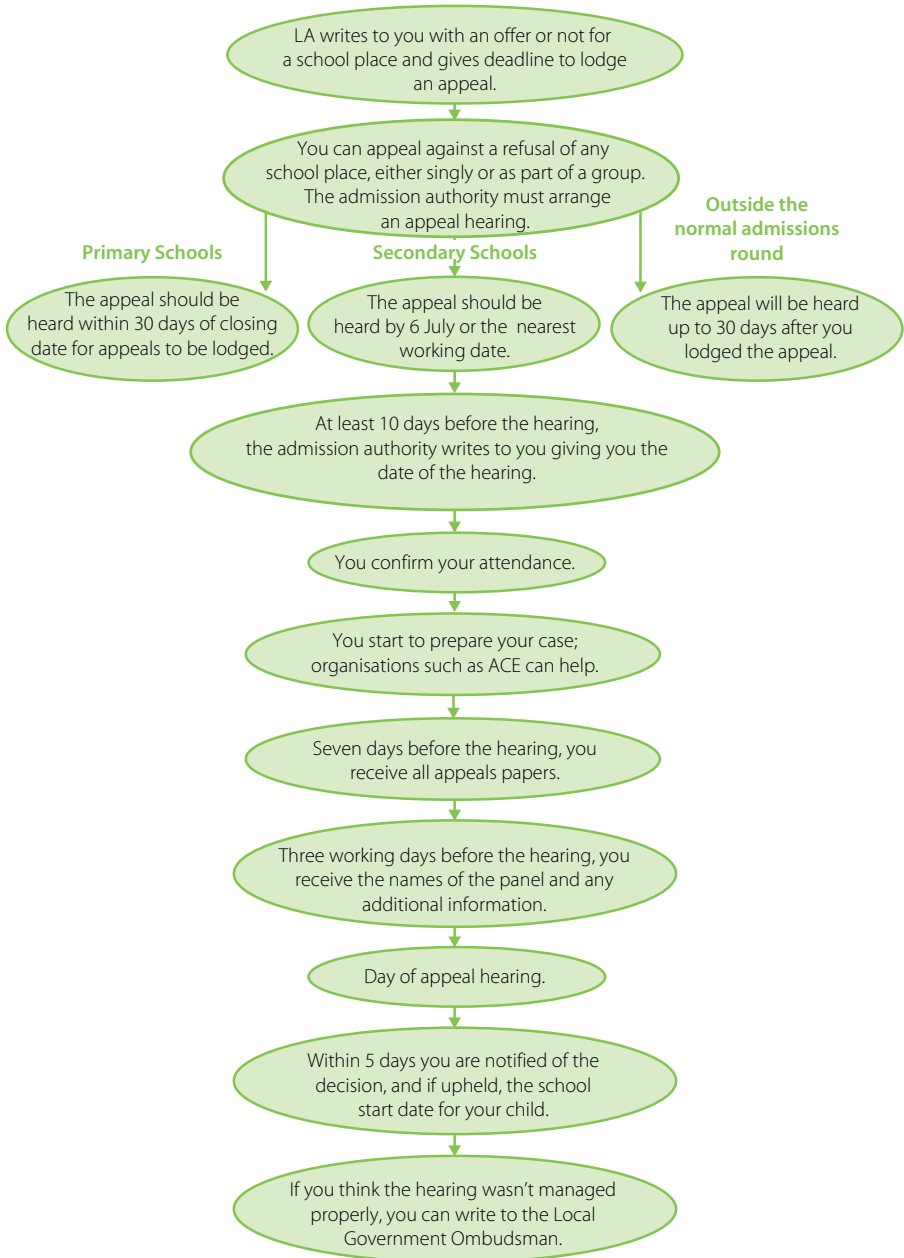 LA writes to you with an offer or not for
a school place and gives deadline to lodge
an appeal.
You can appeal against a refusal of any
school place, either singly or as part of a group.
The admission authority must arrange
an appeal hearing.
Primary Schools
The appeal should be
heard within 30 days of closing
date for appeals to be lodged.
Secondary Schools
The appeal should be
heard by 6 July or the nearest
working date.
Outside the
normal admissions
round
The appeal will be heard
up to 30 days after you
lodged the appeal.
At least 10 days before the hearing,
the admission authority writes to you giving you the
date of the hearing.
You confirm your attendance.
You start to prepare your case;
organisations such as ACE can help.
Seven days before the hearing, you
receive all appeals papers.
Three working days before the hearing, you
receive the names of the panel and any
additional information.
Day of appeal hearing.
Within 5 days you are notified of the
decision, and if upheld, the school
start date for your child.
If you think the hearing wasn't managed
properly, you can write to the Local
Government Ombudsman.